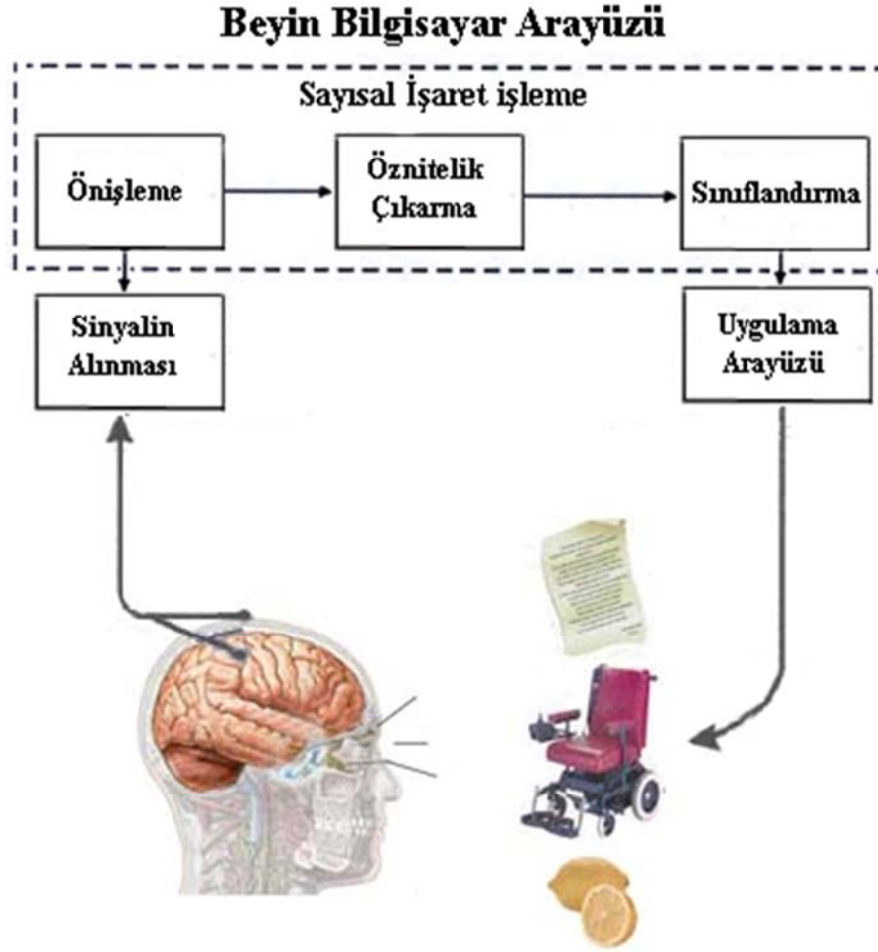 Beyin Bilgisayar Arayüzü
Sayısal İşaret işleme
Önişleme
Öznitelik
Çıkarma
Sınıflandırma
Sinyalin
Alınması
Uygulama
Arayüzü